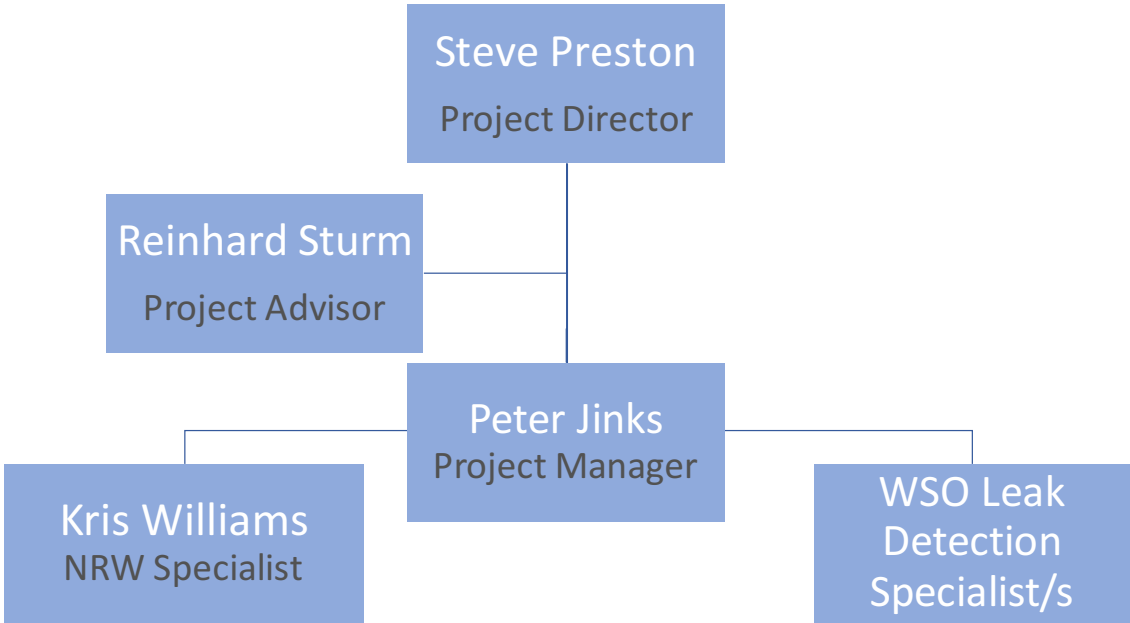 Steve Preston
Project Director
Reinhard Sturm
Project Advisor
Peter Jinks
Project Manager
Kris Williams
NRW Specialist
WSO Leak
Detection
Specialist/s